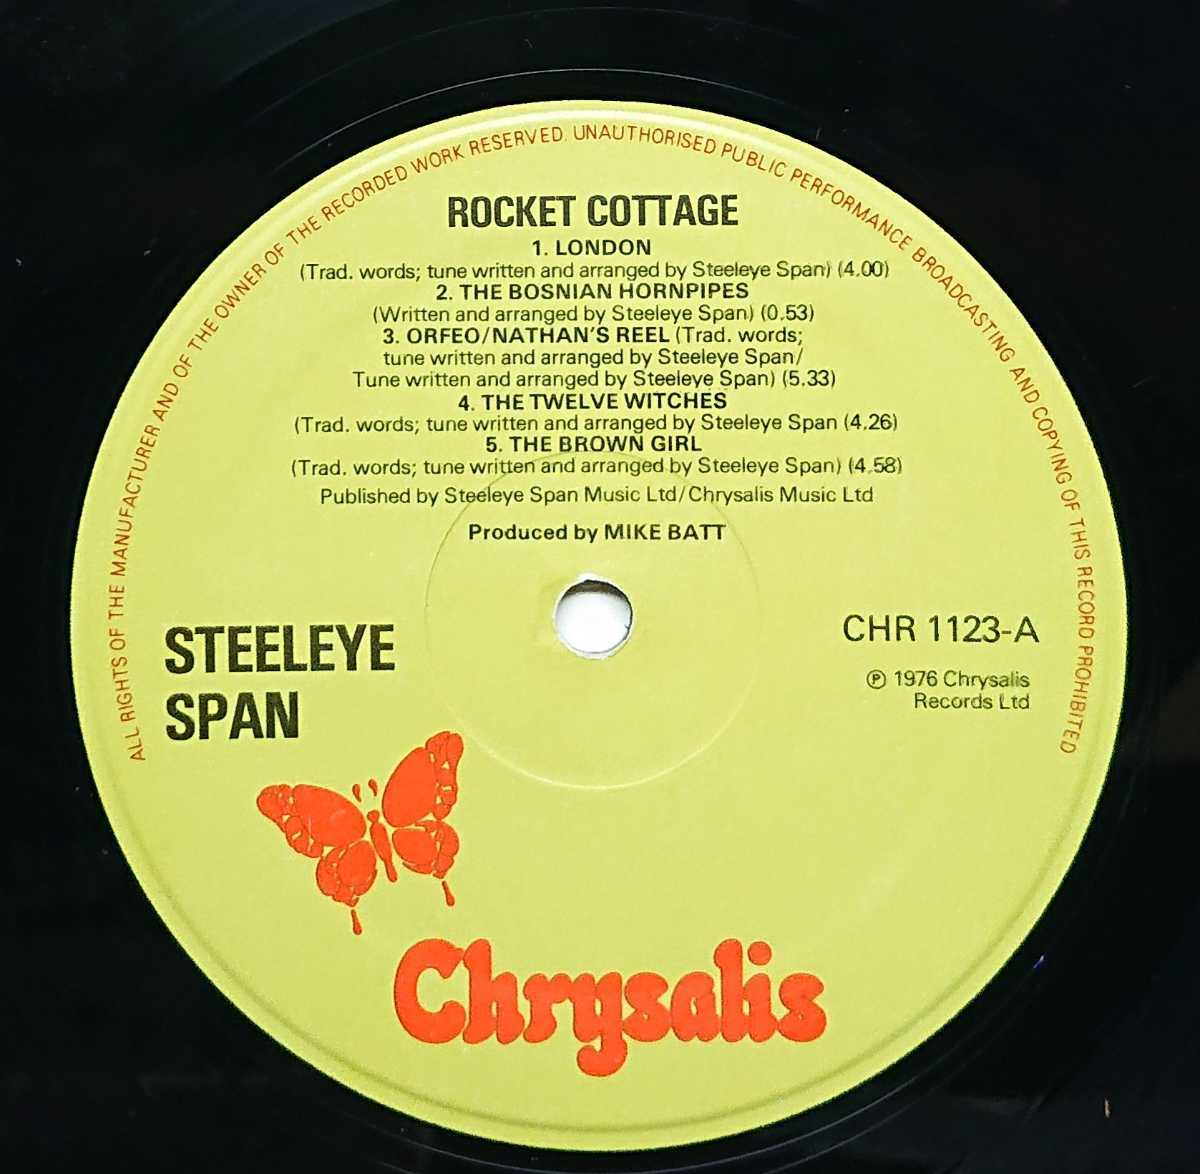 ALL RIGHTS OF THE MANUFACTURER AND OF THE OWNER OF THE RECORDED WORK RESERVED. UNAUTHORISED PUBLIC PERFORMANCE BROADCASTING AND COPYING OF THIS RECORD PROHIBITED
ROCKET COTTAGE
1. LONDON
(Trad. words; tune written and arranged by Steeleye Span) (4.00)
2. THE BOSNIAN HORNPIPES
(Written and arranged by Steeleye Span) (0.53)
3. ORFEO/NATHAN'S REEL (Trad. words;
tune written and arranged by Steeleye Span/
Tune written and arranged by Steeleye Span) (5.33)
4. THE TWELVE WITCHES
(Trad. words; tune written and arranged by Steeleye Span (4.26)
5. THE BROWN GIRL
(Trad. words; tune written and arranged by Steeleye Span) (4.58)
Published by Steeleye Span Music Ltd/Chrysalis Music Ltd
Produced by MIKE BATT
STEELEYE
SPAN
CHR 1123-A
℗ 1976 Chrysalis
Records Ltd
Chrysalis